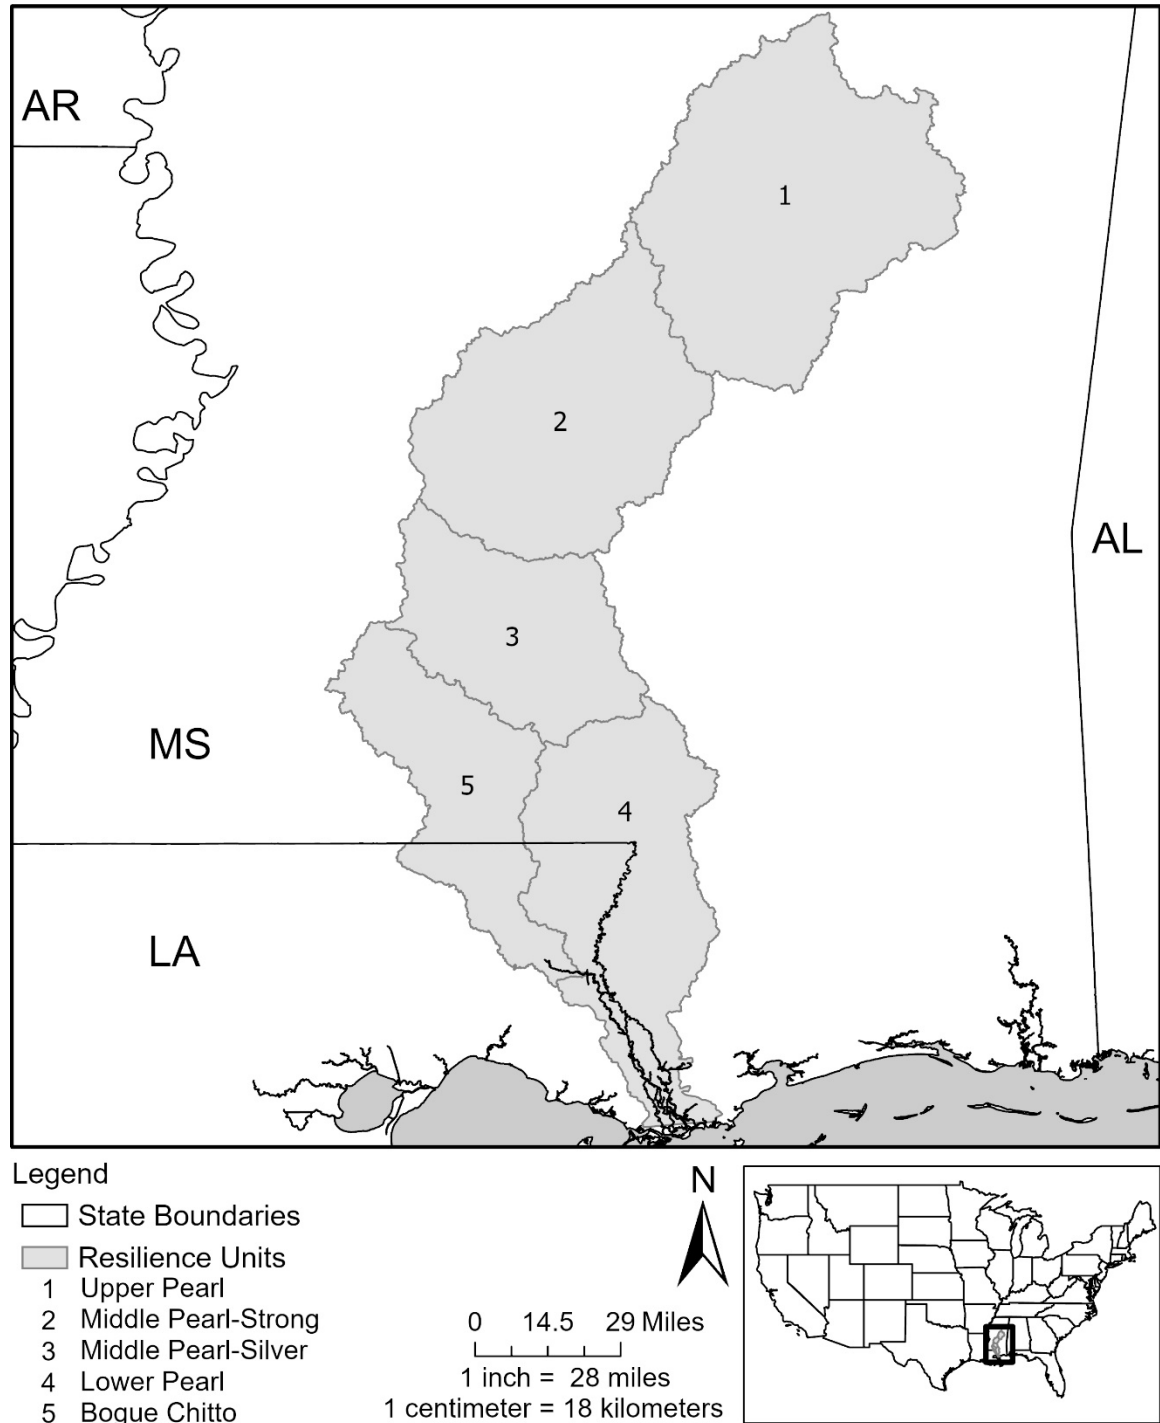 AR
1
2
AL
3
MS
5
4
LA
Legend
State Boundaries
Resilience Units
1 Upper Pearl
2 Middle Pearl-Strong
3 Middle Pearl-Silver
4 Lower Pearl
5 Bogue Chitto
N
0 14.5 29 Miles
1 inch = 28 miles
1 centimeter = 18 kilometers